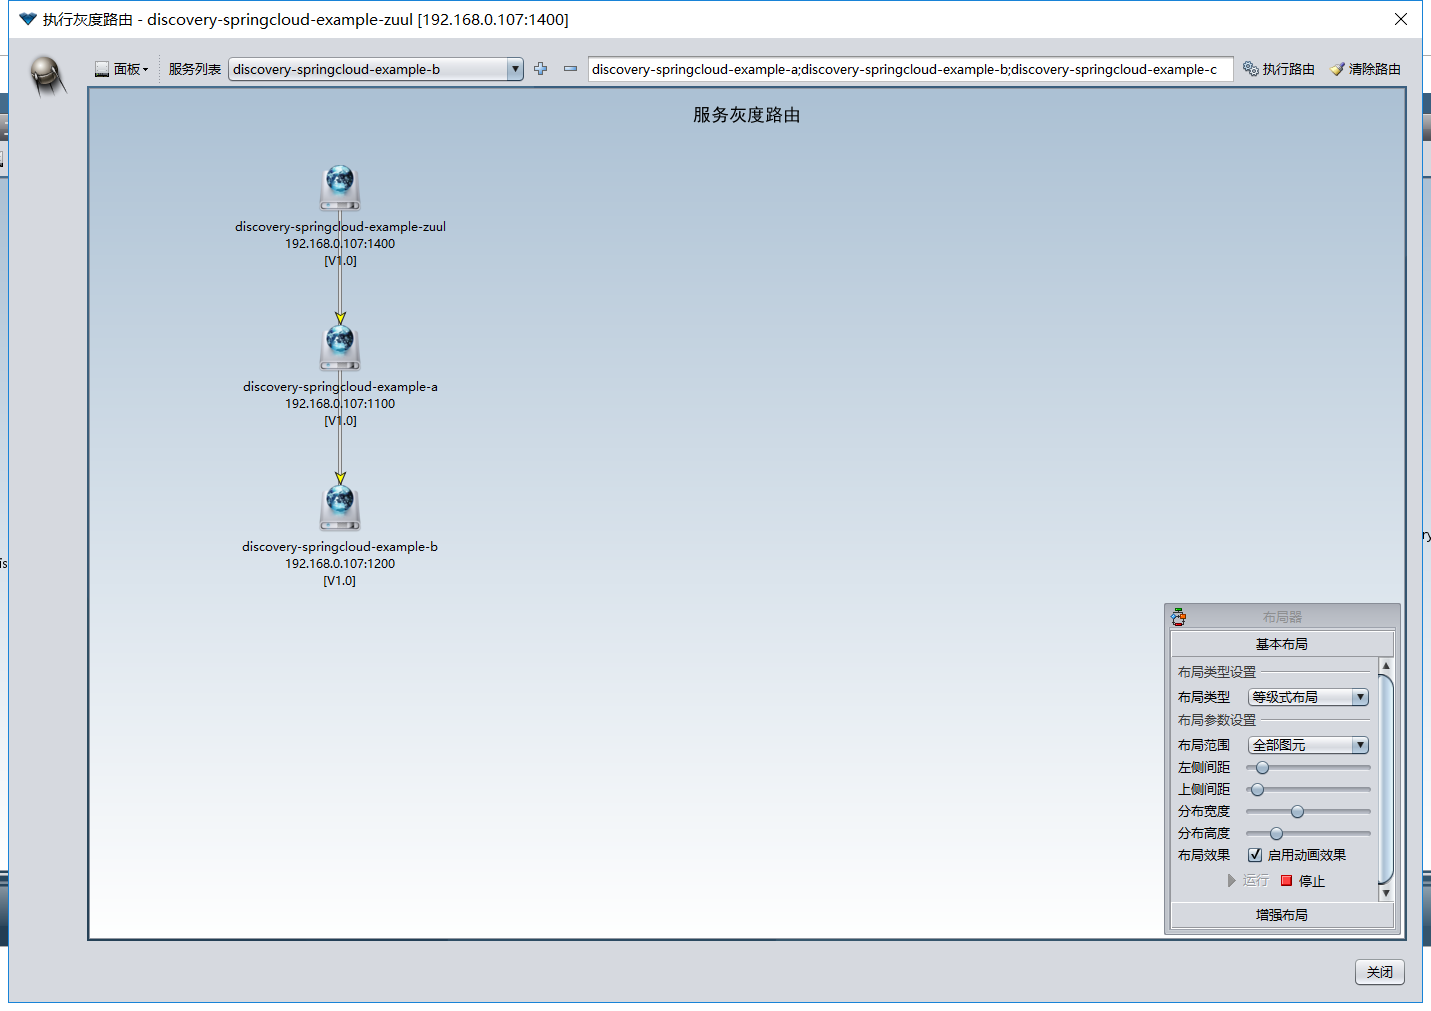 执行灰度路由 - discovery-springcloud-example-zuul [192.168.0.107:1400]
面板 服务列表 discovery-springcloud-example-b discovery-springcloud-example-a;discovery-springcloud-example-b;discovery-springcloud-example-c 执行路由 清除路由
服务灰度路由
discovery-springcloud-example-zuul
192.168.0.107:1400
[V1.0]
discovery-springcloud-example-a
192.168.0.107:1100
[V1.0]
discovery-springcloud-example-b
192.168.0.107:1200
[V1.0]
布局器
基本布局
布局类型设置
布局类型 等级式布局
布局参数设置
布局范围 全部图元
左侧间距
上侧间距
分布宽度
分布高度
布局效果 启用动画效果
运行 停止
增强布局
关闭